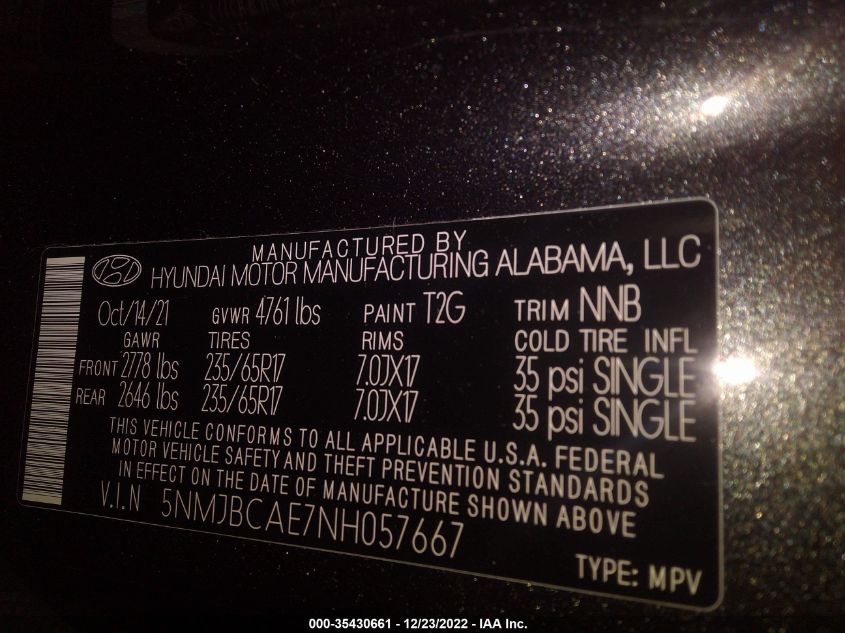 MANUFACTURED BY
HYUNDAI MOTOR MANUFACTURING ALABAMA, LLC
Oct/14/21 GVWR 4761 lbs PAINT T2G TRIM NNB
GAWR TIRES RIMS COLD TIRE INFL
FRONT 2778 lbs 235/65R17 7.0JX17 35 psi SINGLE
REAR 2646 lbs 235/65R17 7.0JX17 35 psi SINGLE
THIS VEHICLE CONFORMS TO ALL APPLICABLE U.S.A. FEDERAL
MOTOR VEHICLE SAFETY AND THEFT PREVENTION STANDARDS
IN EFFECT ON THE DATE OF MANUFACTURE SHOWN ABOVE
V.I.N 5NMJBCAE7NH057667
TYPE: MPV
000-35430661 - 12/23/2022 - IAA Inc.